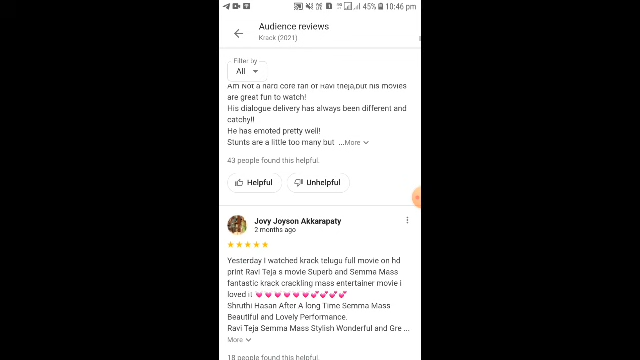 45% 10:46 pm
Audience reviews
Krack (2021)
Filter by
All
Am Not a hard core fan of Ravi Theja,but his movies
are great fun to watch!
His dialogue delivery has always been different and
catchy!!
He has emoted pretty well!
Stunts are a little too many but ...More
43 people found this helpful.
Helpful Unhelpful
Jovy Joyson Akkarapaty
2 months ago
Yesterday I watched krack telugu full movie on hd
print Ravi Teja s movie Superb and Semma Mass
fantastic krack crackling mass entertainer movie i
loved it 💗💗💗💗💗💗💕💕💕💕
Shruthi Hasan After A long Time Semma Mass
Beautiful and Lovely Performance.
Ravi Teja Semma Mass Stylish Wonderful and Gre ...
More
18 people found this helpful